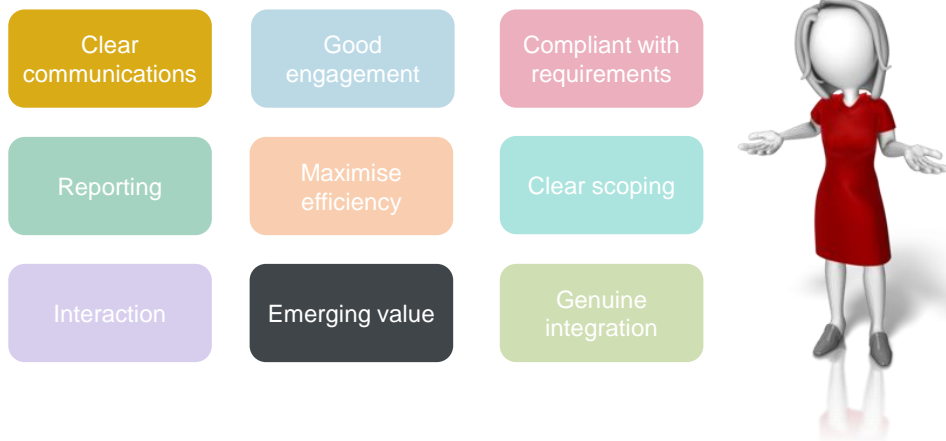 Clear
communications
Good
engagement
Compliant with
requirements
Reporting
Maximise
efficiency
Clear scoping
Interaction
Emerging value
Genuine
integration